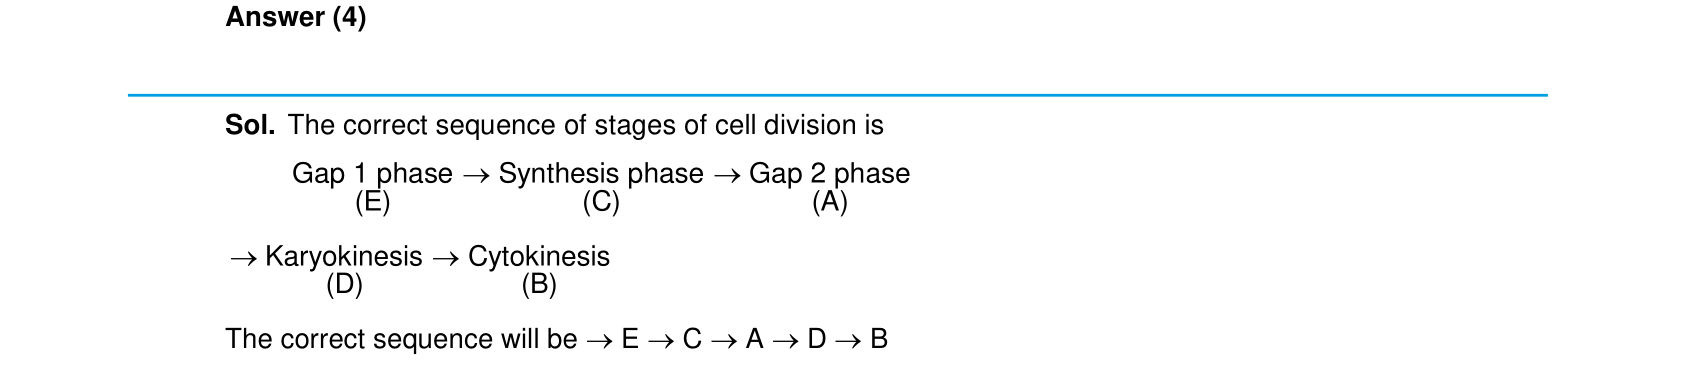 Answer (4)
Sol. The correct sequence of stages of cell division is
Gap 1 phase → Synthesis phase → Gap 2 phase
(E) (C) (A)
→ Karyokinesis → Cytokinesis
(D) (B)
The correct sequence will be → E → C → A → D → B